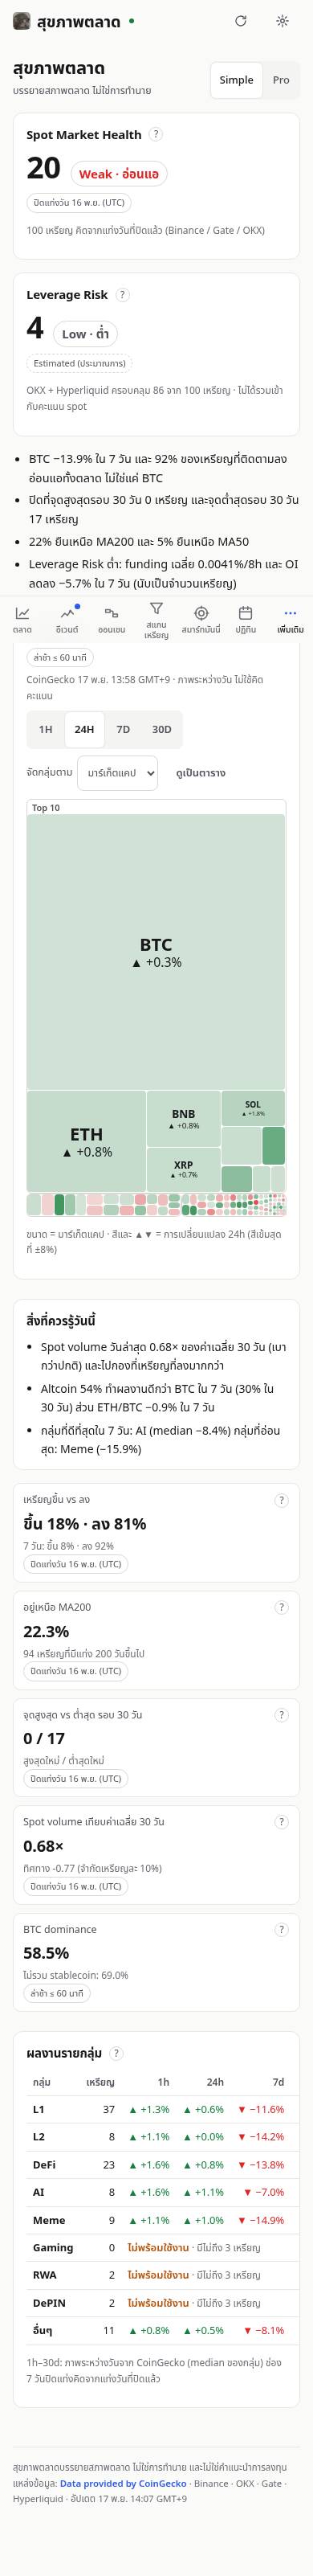 สุขภาพตลาด
สุขภาพตลาด
บรรยายสภาพตลาด ไม่ใช่การทำนาย
Simple Pro
Spot Market Health ?
20 Weak · อ่อนแอ
ปิดแท่งวัน 16 พ.ย. (UTC)
100 เหรียญ คิดจากแท่งวันที่ปิดแล้ว (Binance / Gate / OKX)
Leverage Risk ?
4 Low · ต่ำ
Estimated (ประมาณการ)
OKX + Hyperliquid ครอบคลุม 86 จาก 100 เหรียญ · ไม่ได้รวมเข้า
กับคะแนน spot
BTC −13.9% ใน 7 วัน และ 92% ของเหรียญที่ติดตามลง
อ่อนแอทั้งตลาด ไม่ใช่แค่ BTC
ปิดที่จุดสูงสุดรอบ 30 วัน 0 เหรียญ และจุดต่ำสุดรอบ 30 วัน
17 เหรียญ
22% ยืนเหนือ MA200 และ 5% ยืนเหนือ MA50
Leverage Risk ต่ำ: funding เฉลี่ย 0.0041%/8h และ OI
ลดลง −5.7% ใน 7 วัน (นับเป็นจำนวนเหรียญ)
ตลาด อีเวนต์ ออนเชน สแกนเหรียญ สมาร์ทมันนี่ ปฏิทิน เพิ่มเติม
ล่าช้า ≤ 60 นาที
CoinGecko 17 พ.ย. 13:58 GMT+9 · ภาพระหว่างวัน ไม่ใช้คิด
คะแนน
1H 24H 7D 30D
จัดกลุ่มตาม มาร์เก็ตแคป ดูเป็นตาราง
Top 10
BTC
▲ +0.3%
ETH
▲ +0.8%
BNB
▲ +0.8%
XRP
▲ +0.7%
SOL
▲ +1.8%
ขนาด = มาร์เก็ตแคป · สีและ ▲▼ = การเปลี่ยนแปลง 24h (สีเข้มสุด
ที่ ±8%)
สิ่งที่ควรรู้วันนี้
Spot volume วันล่าสุด 0.68× ของค่าเฉลี่ย 30 วัน (เบา
กว่าปกติ) และไปกองที่เหรียญที่ลงมากกว่า
Altcoin 54% ทำผลงานดีกว่า BTC ใน 7 วัน (30% ใน
30 วัน) ส่วน ETH/BTC −0.9% ใน 7 วัน
กลุ่มที่ดีที่สุดใน 7 วัน: AI (median −8.4%) กลุ่มที่อ่อน
สุด: Meme (−15.9%)
เหรียญขึ้น vs ลง ?
ขึ้น 18% · ลง 81%
7 วัน: ขึ้น 8% · ลง 92%
ปิดแท่งวัน 16 พ.ย. (UTC)
อยู่เหนือ MA200 ?
22.3%
94 เหรียญที่มีแท่ง 200 วันขึ้นไป
ปิดแท่งวัน 16 พ.ย. (UTC)
จุดสูงสุด vs ต่ำสุด รอบ 30 วัน ?
0 / 17
สูงสุดใหม่ / ต่ำสุดใหม่
ปิดแท่งวัน 16 พ.ย. (UTC)
Spot volume เทียบค่าเฉลี่ย 30 วัน ?
0.68×
ทิศทาง -0.77 (จำกัดเหรียญละ 10%)
ปิดแท่งวัน 16 พ.ย. (UTC)
BTC dominance ?
58.5%
ไม่รวม stablecoin: 69.0%
ล่าช้า ≤ 60 นาที
ผลงานรายกลุ่ม ?
กลุ่ม เหรียญ 1h 24h 7d
L1 37 ▲ +1.3% ▲ +0.6% ▼ −11.6%
L2 8 ▲ +1.1% ▲ +0.0% ▼ −14.2%
DeFi 23 ▲ +1.6% ▲ +0.8% ▼ −13.8%
AI 8 ▲ +1.6% ▲ +1.1% ▼ −7.0%
Meme 9 ▲ +1.1% ▲ +1.0% ▼ −14.9%
Gaming 0 ไม่พร้อมใช้งาน · มีไม่ถึง 3 เหรียญ
RWA 2 ไม่พร้อมใช้งาน · มีไม่ถึง 3 เหรียญ
DePIN 2 ไม่พร้อมใช้งาน · มีไม่ถึง 3 เหรียญ
อื่นๆ 11 ▲ +0.8% ▲ +0.5% ▼ −8.1%
1h–30d: ภาพระหว่างวันจาก CoinGecko (median ของกลุ่ม) ช่อง
7 วันปิดแท่งคิดจากแท่งวันที่ปิดแล้ว
สุขภาพตลาดบรรยายสภาพตลาด ไม่ใช่การทำนาย และไม่ใช่คำแนะนำการลงทุน
แหล่งข้อมูล: Data provided by CoinGecko · Binance · OKX · Gate ·
Hyperliquid · อัปเดต 17 พ.ย. 14:07 GMT+9